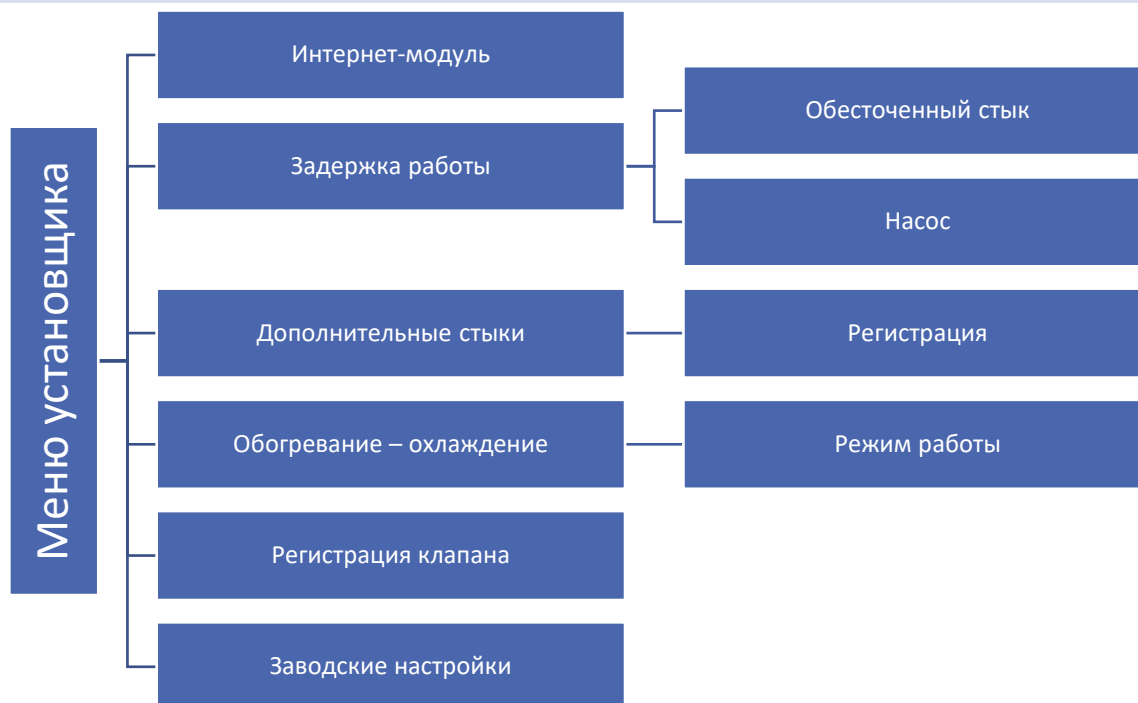 Меню установщика
Интернет-модуль
Задержка работы
Обесточенный стык
Насос
Дополнительные стыки
Регистрация
Обогревание – охлаждение
Режим работы
Регистрация клапана
Заводские настройки